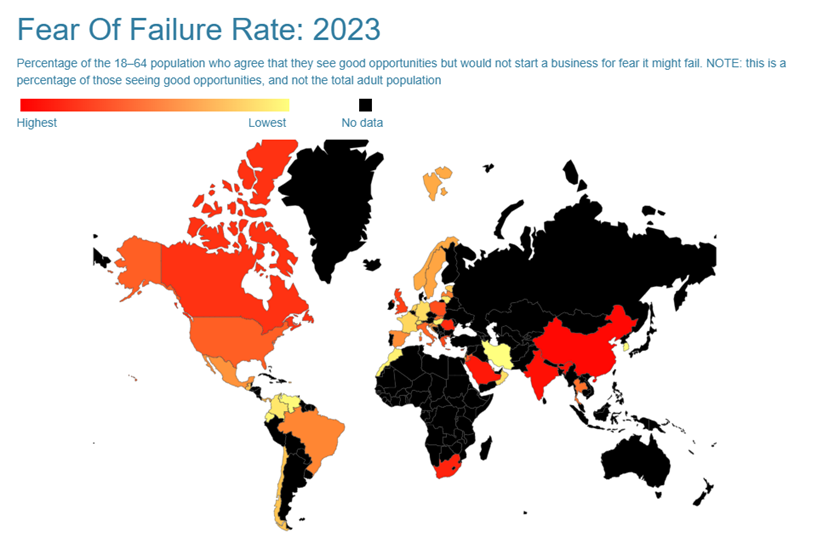 Fear Of Failure Rate: 2023
Percentage of the 18–64 population who agree that they see good opportunities but would not start a business for fear it might fail. NOTE: this is a
percentage of those seeing good opportunities, and not the total adult population
Highest Lowest No data